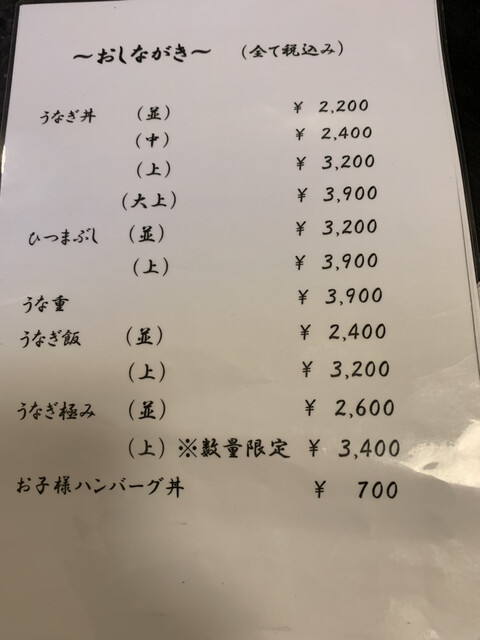 ～おしながき～ （全て税込み）
うなぎ丼 （並） ¥ 2,200
（中） ¥ 2,400
（上） ¥ 3,200
（大上） ¥ 3,900
ひつまぶし （並） ¥ 3,200
（上） ¥ 3,900
うな重 ¥ 3,900
うなぎ飯 （並） ¥ 2,400
（上） ¥ 3,200
うなぎ極み （並） ¥ 2,600
（上）※数量限定 ¥ 3,400
お子様ハンバーグ丼 ¥ 700